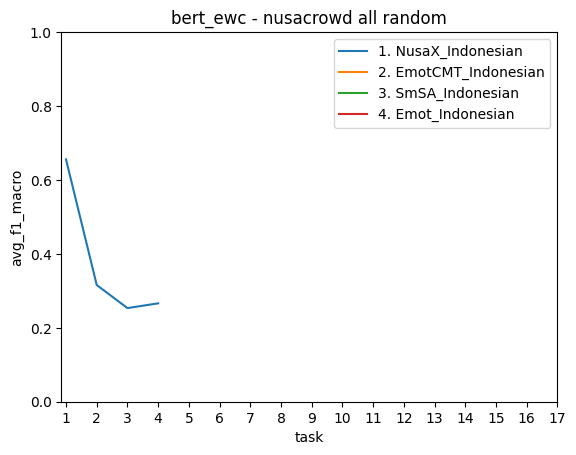 bert_ewc - nusacrowd all random
1. NusaX_Indonesian
2. EmotCMT_Indonesian
3. SmSA_Indonesian
4. Emot_Indonesian
avg_f1_macro
1.0
0.8
0.6
0.4
0.2
0.0
1 2 3 4 5 6 7 8 9 10 11 12 13 14 15 16 17
task